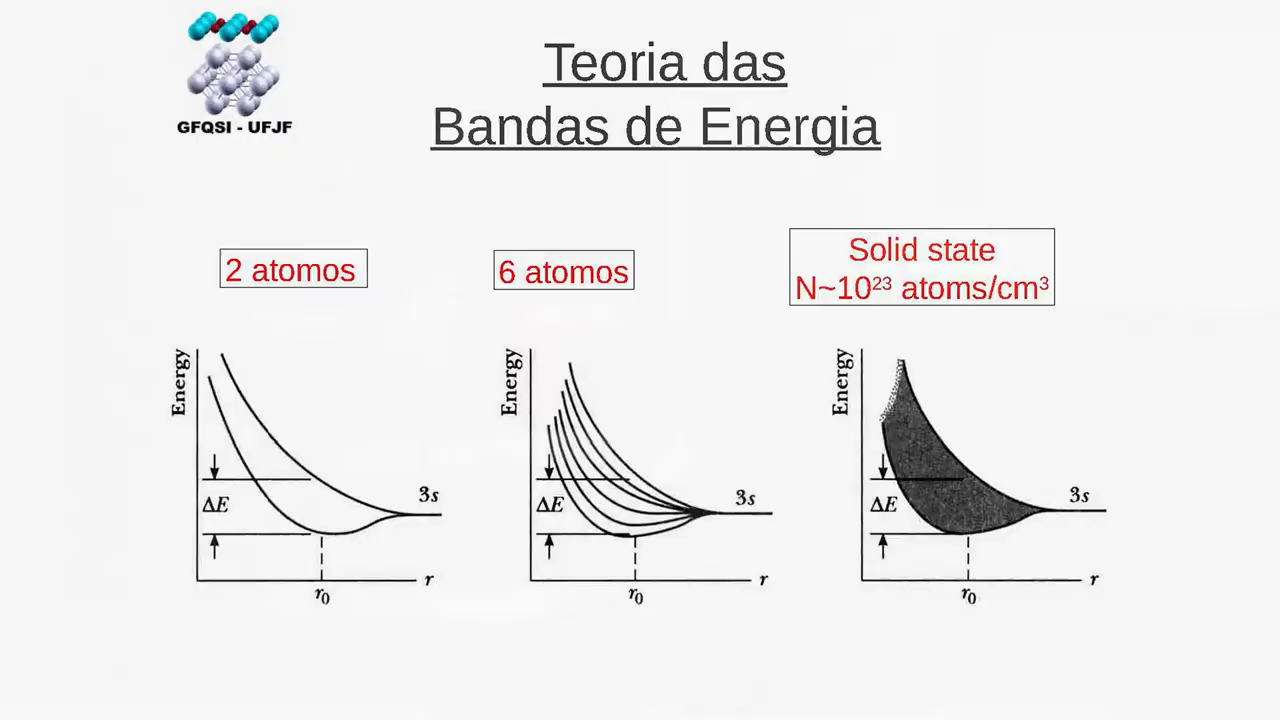 GFQSI - UFJF
Teoria das
Bandas de Energia
2 atomos
6 atomos
Solid state
N~10²³ atoms/cm³
Energy
ΔE
3s
r
r₀
Energy
ΔE
3s
r
r₀
Energy
ΔE
3s
r
r₀